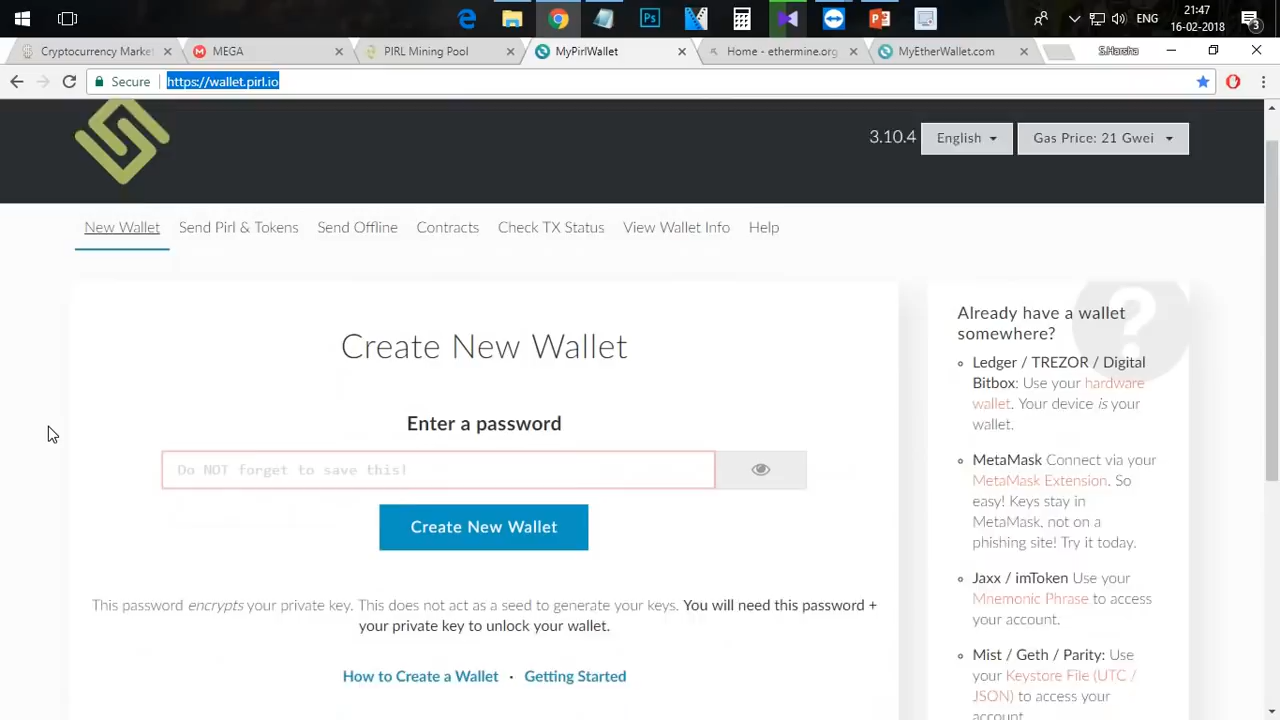 21:47
ENG
16-02-2018
3
Cryptocurrency Marke
MEGA
PIRL Mining Pool
MyPirlWallet
Home - ethermine.org
MyEtherWallet.com
S.Harsha
Secure
https://wallet.pirl.io
3.10.4
English
Gas Price: 21 Gwei
New Wallet
Send Pirl & Tokens
Send Offline
Contracts
Check TX Status
View Wallet Info
Help
Create New Wallet
Enter a password
Do NOT forget to save this!
Create New Wallet
This password encrypts your private key. This does not act as a seed to generate your keys. You will need this password +
your private key to unlock your wallet.
How to Create a Wallet · Getting Started
Already have a wallet
somewhere?
Ledger / TREZOR / Digital
Bitbox: Use your hardware
wallet. Your device is your
wallet.
MetaMask Connect via your
MetaMask Extension. So
easy! Keys stay in
MetaMask, not on a
phishing site! Try it today.
Jaxx / imToken Use your
Mnemonic Phrase to access
your account.
Mist / Geth / Parity: Use
your Keystore File (UTC /
JSON) to access your
account.